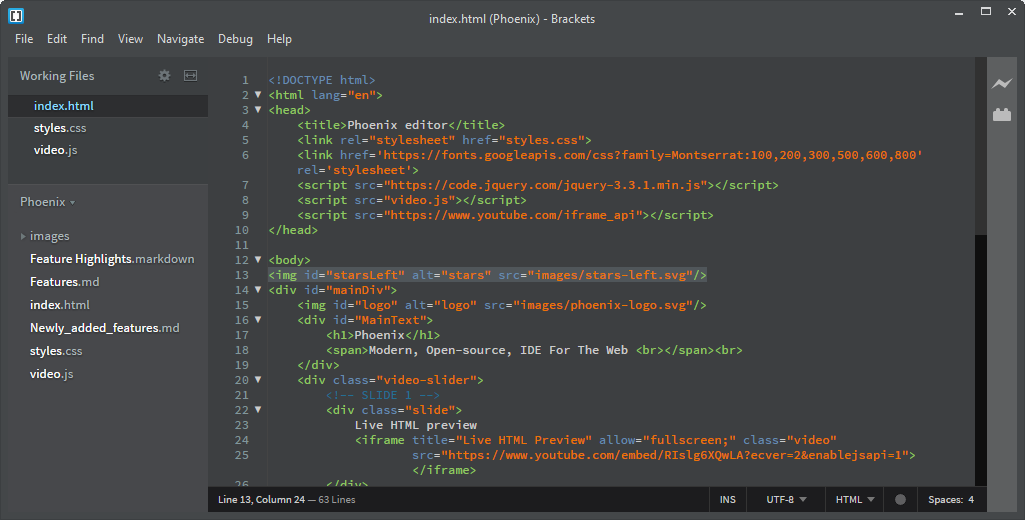 index.html (Phoenix) - Brackets
File Edit Find View Navigate Debug Help
Working Files
index.html
styles.css
video.js
Phoenix
images
Feature Highlights.markdown
Features.md
index.html
Newly_added_features.md
styles.css
video.js
1 <!DOCTYPE html>
2 <html lang="en">
3 <head>
4 <title>Phoenix editor</title>
5 <link rel="stylesheet" href="styles.css">
6 <link href='https://fonts.googleapis.com/css?family=Montserrat:100,200,300,500,600,800'
rel='stylesheet'>
7 <script src="https://code.jquery.com/jquery-3.3.1.min.js"></script>
8 <script src="video.js"></script>
9 <script src="https://www.youtube.com/iframe_api"></script>
10 </head>
11
12 <body>
13 <img id="starsLeft" alt="stars" src="images/stars-left.svg"/>
14 <div id="mainDiv">
15 <img id="logo" alt="logo" src="images/phoenix-logo.svg"/>
16 <div id="MainText">
17 <h1>Phoenix</h1>
18 <span>Modern, Open-source, IDE For The Web <br></span><br>
19 </div>
20 <div class="video-slider">
21 <!-- SLIDE 1 -->
22 <div class="slide">
23 Live HTML preview
24 <iframe title="Live HTML Preview" allow="fullscreen;" class="video"
25 src="https://www.youtube.com/embed/RIslg6XQwLA?ecver=2&enablejsapi=1">
</iframe>
26 </div>
Line 13, Column 24 — 63 Lines
INS UTF-8 HTML Spaces: 4